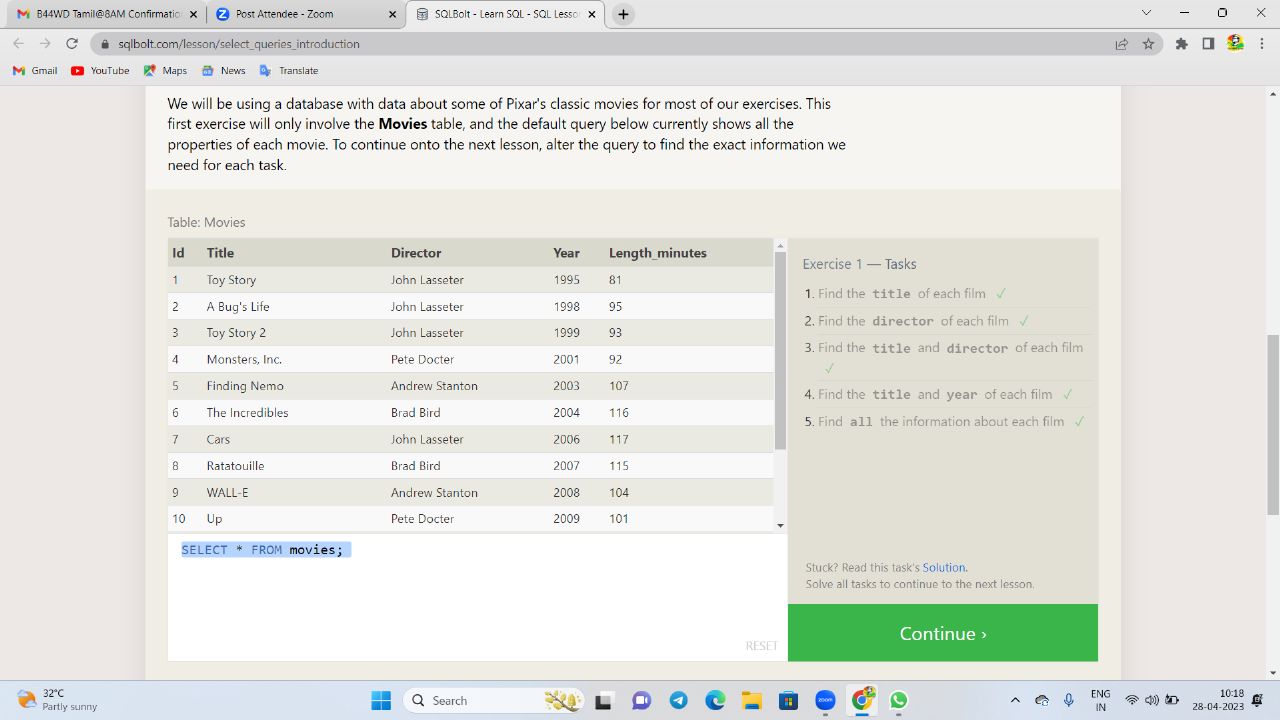 B44WD Tamil@8AM Confirmation
Post Attendee - Zoom
SQLBolt - Learn SQL - SQL Lesson
sqlbolt.com/lesson/select_queries_introduction
Gmail YouTube Maps News Translate
We will be using a database with data about some of Pixar's classic movies for most of our exercises. This
first exercise will only involve the Movies table, and the default query below currently shows all the
properties of each movie. To continue onto the next lesson, alter the query to find the exact information we
need for each task.
Table: Movies
Id Title Director Year Length_minutes
1 Toy Story John Lasseter 1995 81
2 A Bug's Life John Lasseter 1998 95
3 Toy Story 2 John Lasseter 1999 93
4 Monsters, Inc. Pete Docter 2001 92
5 Finding Nemo Andrew Stanton 2003 107
6 The Incredibles Brad Bird 2004 116
7 Cars John Lasseter 2006 117
8 Ratatouille Brad Bird 2007 115
9 WALL-E Andrew Stanton 2008 104
10 Up Pete Docter 2009 101
SELECT * FROM movies;
RESET
Exercise 1 — Tasks
1. Find the title of each film ✓
2. Find the director of each film ✓
3. Find the title and director of each film
✓
4. Find the title and year of each film ✓
5. Find all the information about each film ✓
Stuck? Read this task's Solution.
Solve all tasks to continue to the next lesson.
Continue ›
32°C
Partly sunny
Search
zoom
ENG
IN
10:18
28-04-2023